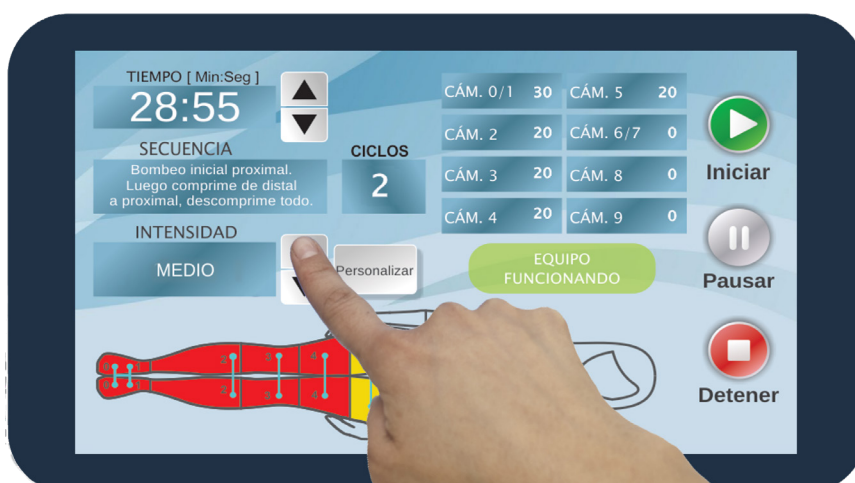 TIEMPO [ Min:Seg ]
28:55
SECUENCIA
Bombeo inicial proximal.
Luego comprime de distal
a proximal, descomprime todo.
CICLOS
2
INTENSIDAD
MEDIO
Personalizar
CÁM. 0/1 30
CÁM. 2 20
CÁM. 3 20
CÁM. 4 20
CÁM. 5 20
CÁM. 6/7 0
CÁM. 8 0
CÁM. 9 0
EQUIPO
FUNCIONANDO
Iniciar
Pausar
Detener